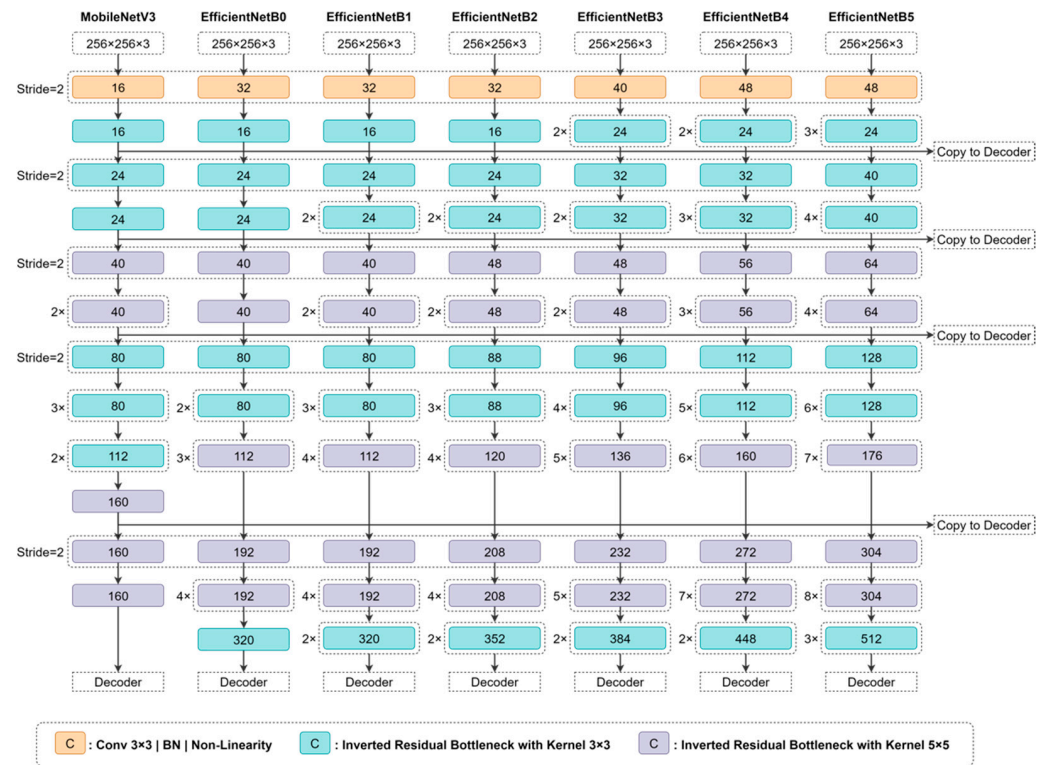 MobileNetV3 EfficientNetB0 EfficientNetB1 EfficientNetB2 EfficientNetB3 EfficientNetB4 EfficientNetB5
256×256×3 256×256×3 256×256×3 256×256×3 256×256×3 256×256×3 256×256×3
Stride=2 16 32 32 32 40 48 48
16 16 16 16 2× 24 2× 24 3× 24
Copy to Decoder
Stride=2 24 24 24 24 32 32 40
24 24 2× 24 2× 24 2× 32 3× 32 4× 40
Copy to Decoder
Stride=2 40 40 40 48 48 56 64
2× 40 40 2× 40 2× 48 2× 48 3× 56 4× 64
Copy to Decoder
Stride=2 80 80 80 88 96 112 128
3× 80 2× 80 3× 80 3× 88 4× 96 5× 112 6× 128
2× 112 3× 112 4× 112 4× 120 5× 136 6× 160 7× 176
160
Copy to Decoder
Stride=2 160 192 192 208 232 272 304
160 4× 192 4× 192 4× 208 5× 232 7× 272 8× 304
320 2× 320 2× 352 2× 384 2× 448 3× 512
Decoder Decoder Decoder Decoder Decoder Decoder Decoder
C : Conv 3×3 | BN | Non-Linearity C : Inverted Residual Bottleneck with Kernel 3×3 C : Inverted Residual Bottleneck with Kernel 5×5